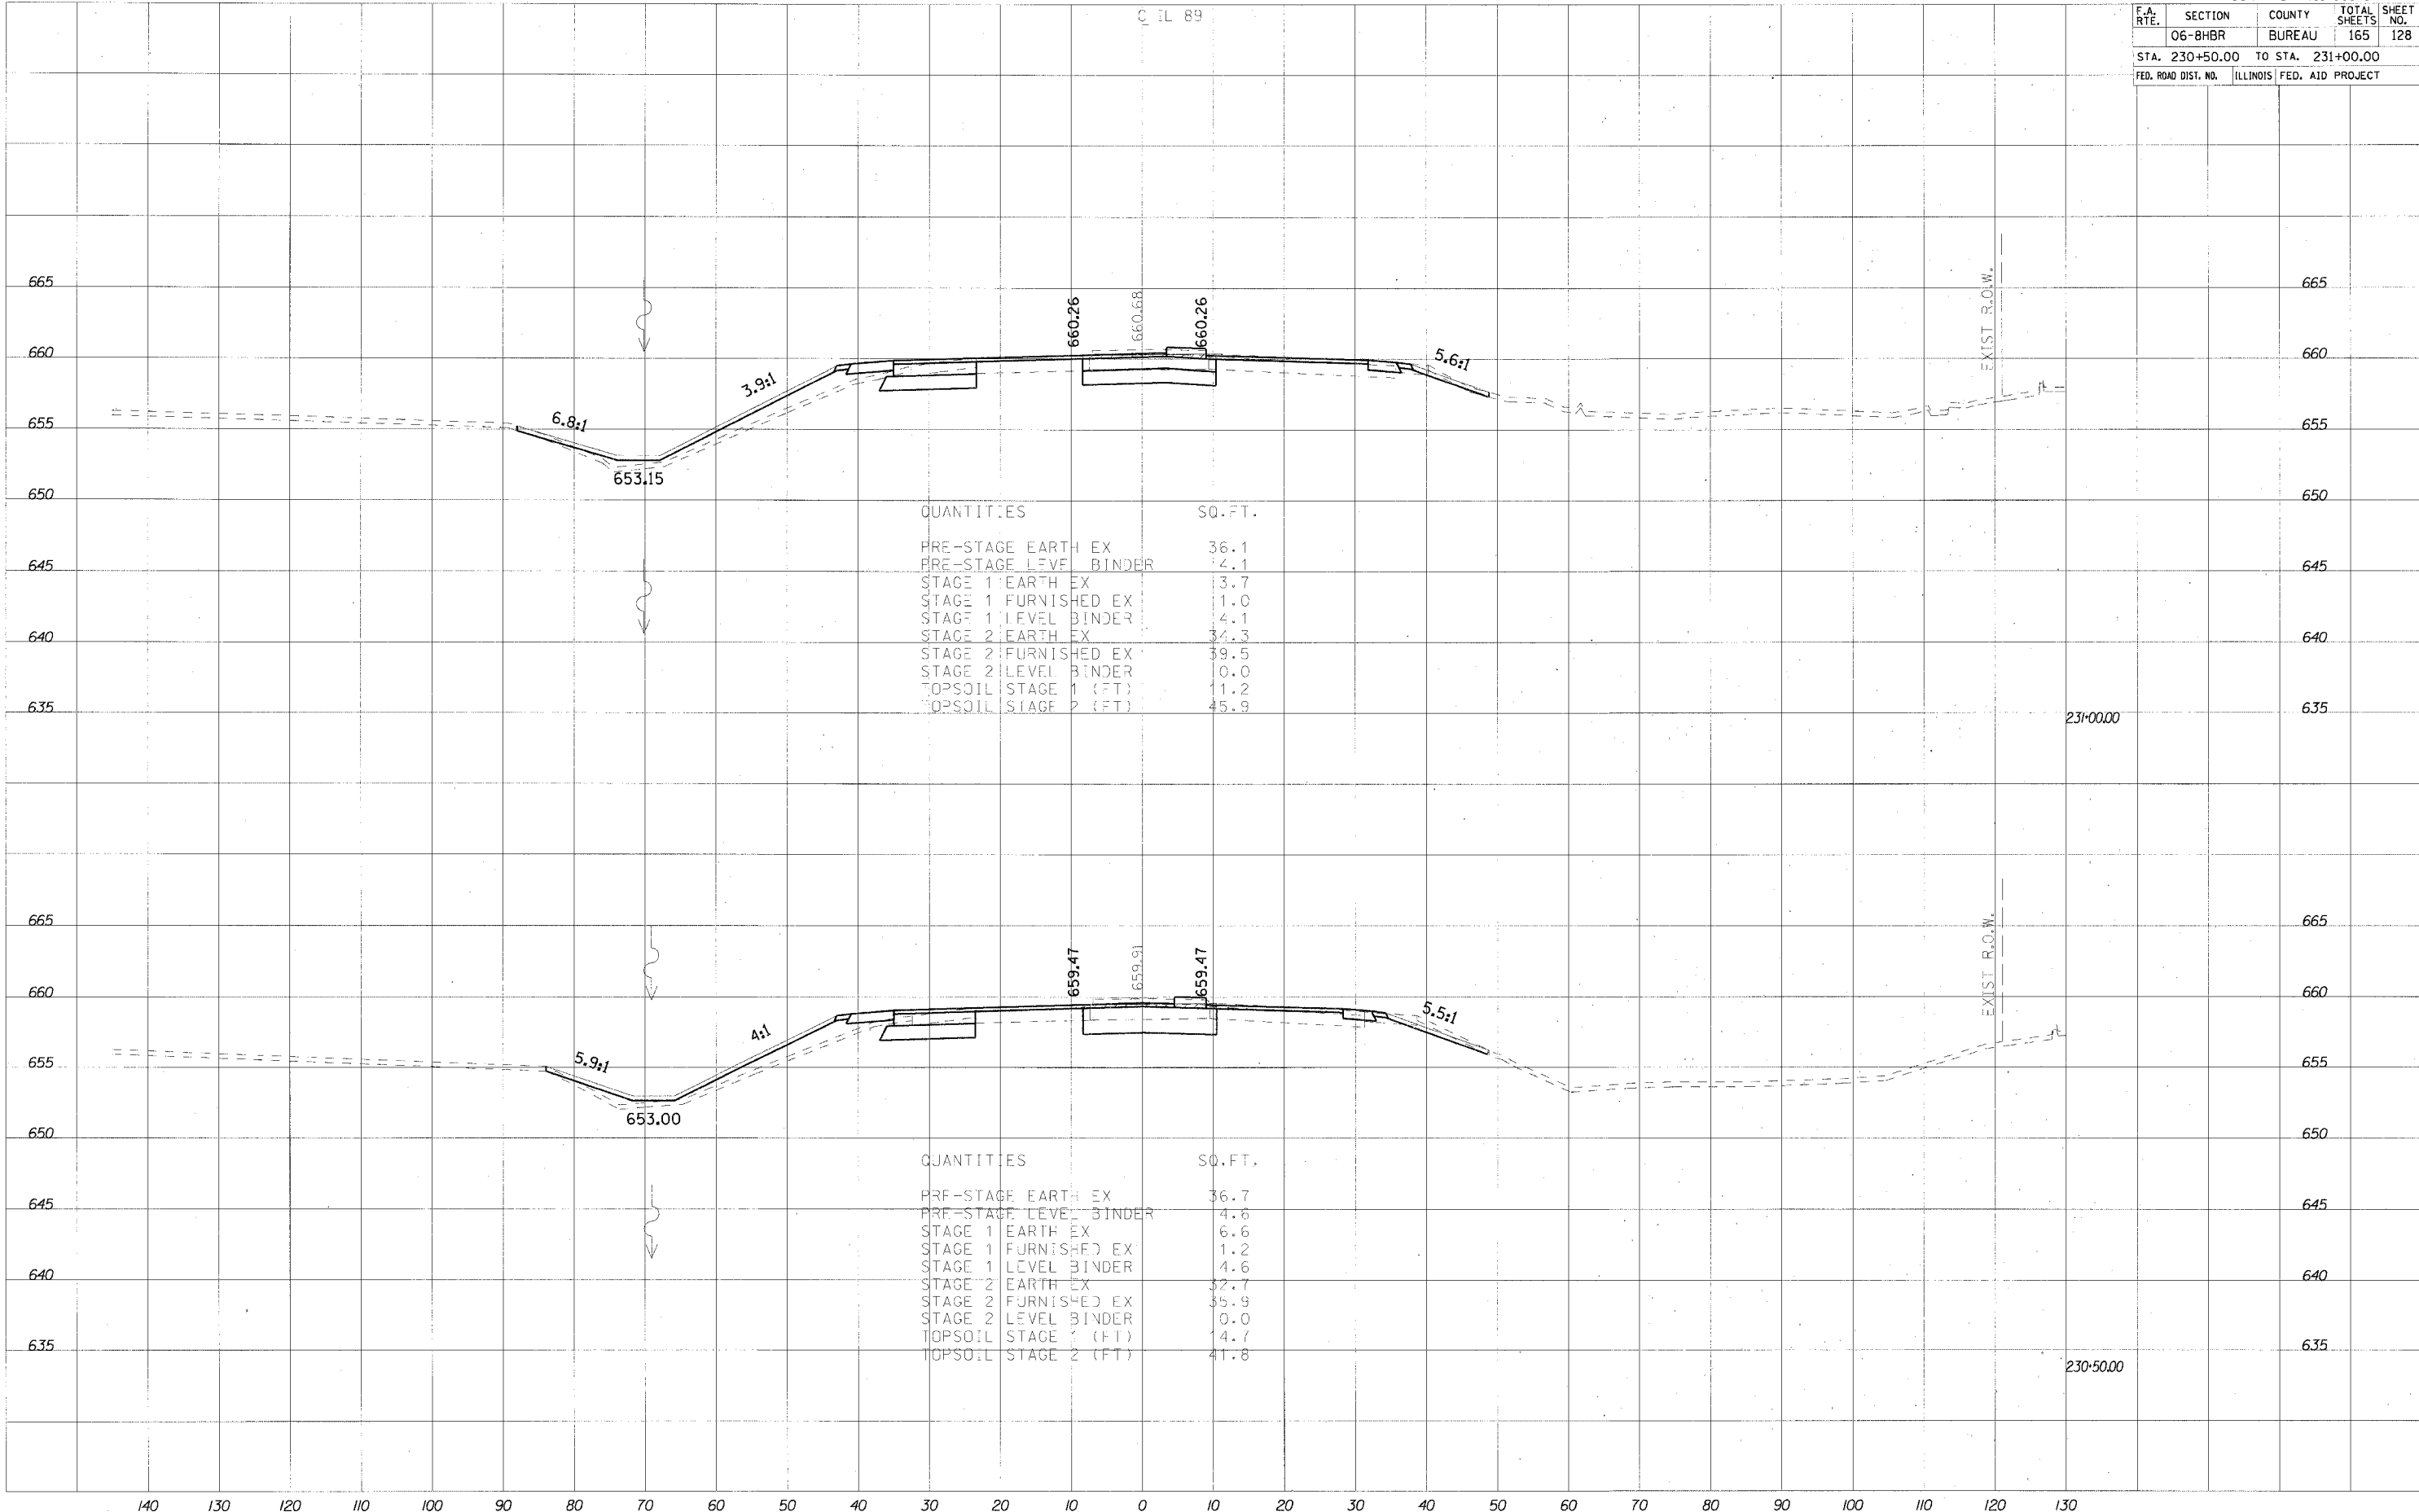 C IL 89
F.A. RTE. SECTION COUNTY TOTAL SHEETS SHEET NO.
06-8HBR BUREAU 165 128
STA. 230+50.00 TO STA. 231+00.00
FED. ROAD DIST. NO. ILLINOIS FED. AID PROJECT
665 665
660 660
655 655
650 650
645 645
640 640
635 635
660.26 660.68 660.26
EXIST R.O.W.
6.8:1 3.9:1 5.6:1
653.15
QUANTITIES SQ.FT.
PRE-STAGE EARTH EX 36.1
PRE-STAGE LEVEL BINDER 4.1
STAGE 1 EARTH EX 3.7
STAGE 1 FURNISHED EX 1.0
STAGE 1 LEVEL BINDER 4.1
STAGE 2 EARTH EX 34.3
STAGE 2 FURNISHED EX 39.5
STAGE 2 LEVEL BINDER 0.0
TOPSOIL STAGE 1 (FT) 11.2
TOPSOIL STAGE 2 (FT) 45.9
231+00.00
665 665
660 660
655 655
650 650
645 645
640 640
635 635
659.47 659.91 659.47
EXIST R.O.W.
5.9:1 4:1 5.5:1
653.00
QUANTITIES SQ.FT.
PRE-STAGE EARTH EX 36.7
PRE-STAGE LEVEL BINDER 4.6
STAGE 1 EARTH EX 6.6
STAGE 1 FURNISHED EX 1.2
STAGE 1 LEVEL BINDER 4.6
STAGE 2 EARTH EX 32.7
STAGE 2 FURNISHED EX 35.9
STAGE 2 LEVEL BINDER 0.0
TOPSOIL STAGE 1 (FT) 14.7
TOPSOIL STAGE 2 (FT) 41.8
230+50.00
140 130 120 110 100 90 80 70 60 50 40 30 20 10 0 10 20 30 40 50 60 70 80 90 100 110 120 130